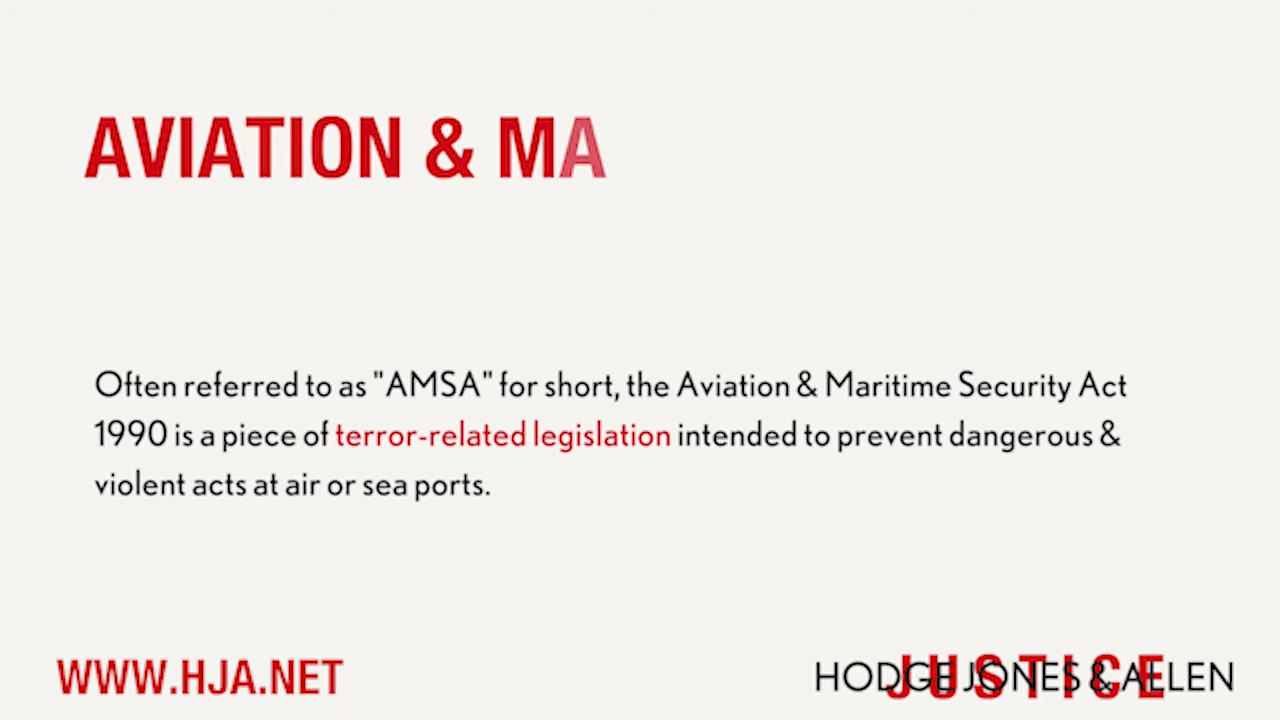 AVIATION & MA
Often referred to as "AMSA" for short, the Aviation & Maritime Security Act
1990 is a piece of terror-related legislation intended to prevent dangerous &
violent acts at air or sea ports.
WWW.HJA.NET
HODGE JONES & ALLEN
JUSTICE